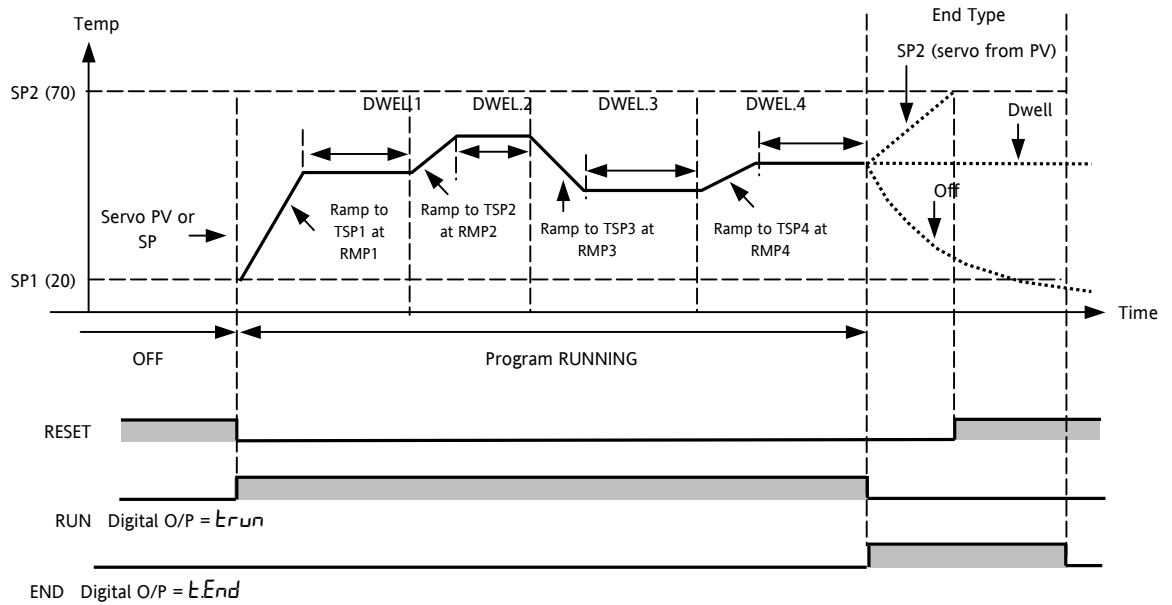 Temp
End Type
SP2 (servo from PV)
SP2 (70)
DWEL1
DWEL.2
DWEL.3
DWEL.4
Dwell
Off
Servo PV or
SP
Ramp to
TSP1 at
RMP1
Ramp to TSP2
at RMP2
Ramp to TSP3 at
RMP3
Ramp to TSP4 at
RMP4
SP1 (20)
Time
OFF
Program RUNNING
RESET
RUN Digital O/P = trun
END Digital O/P = t.End